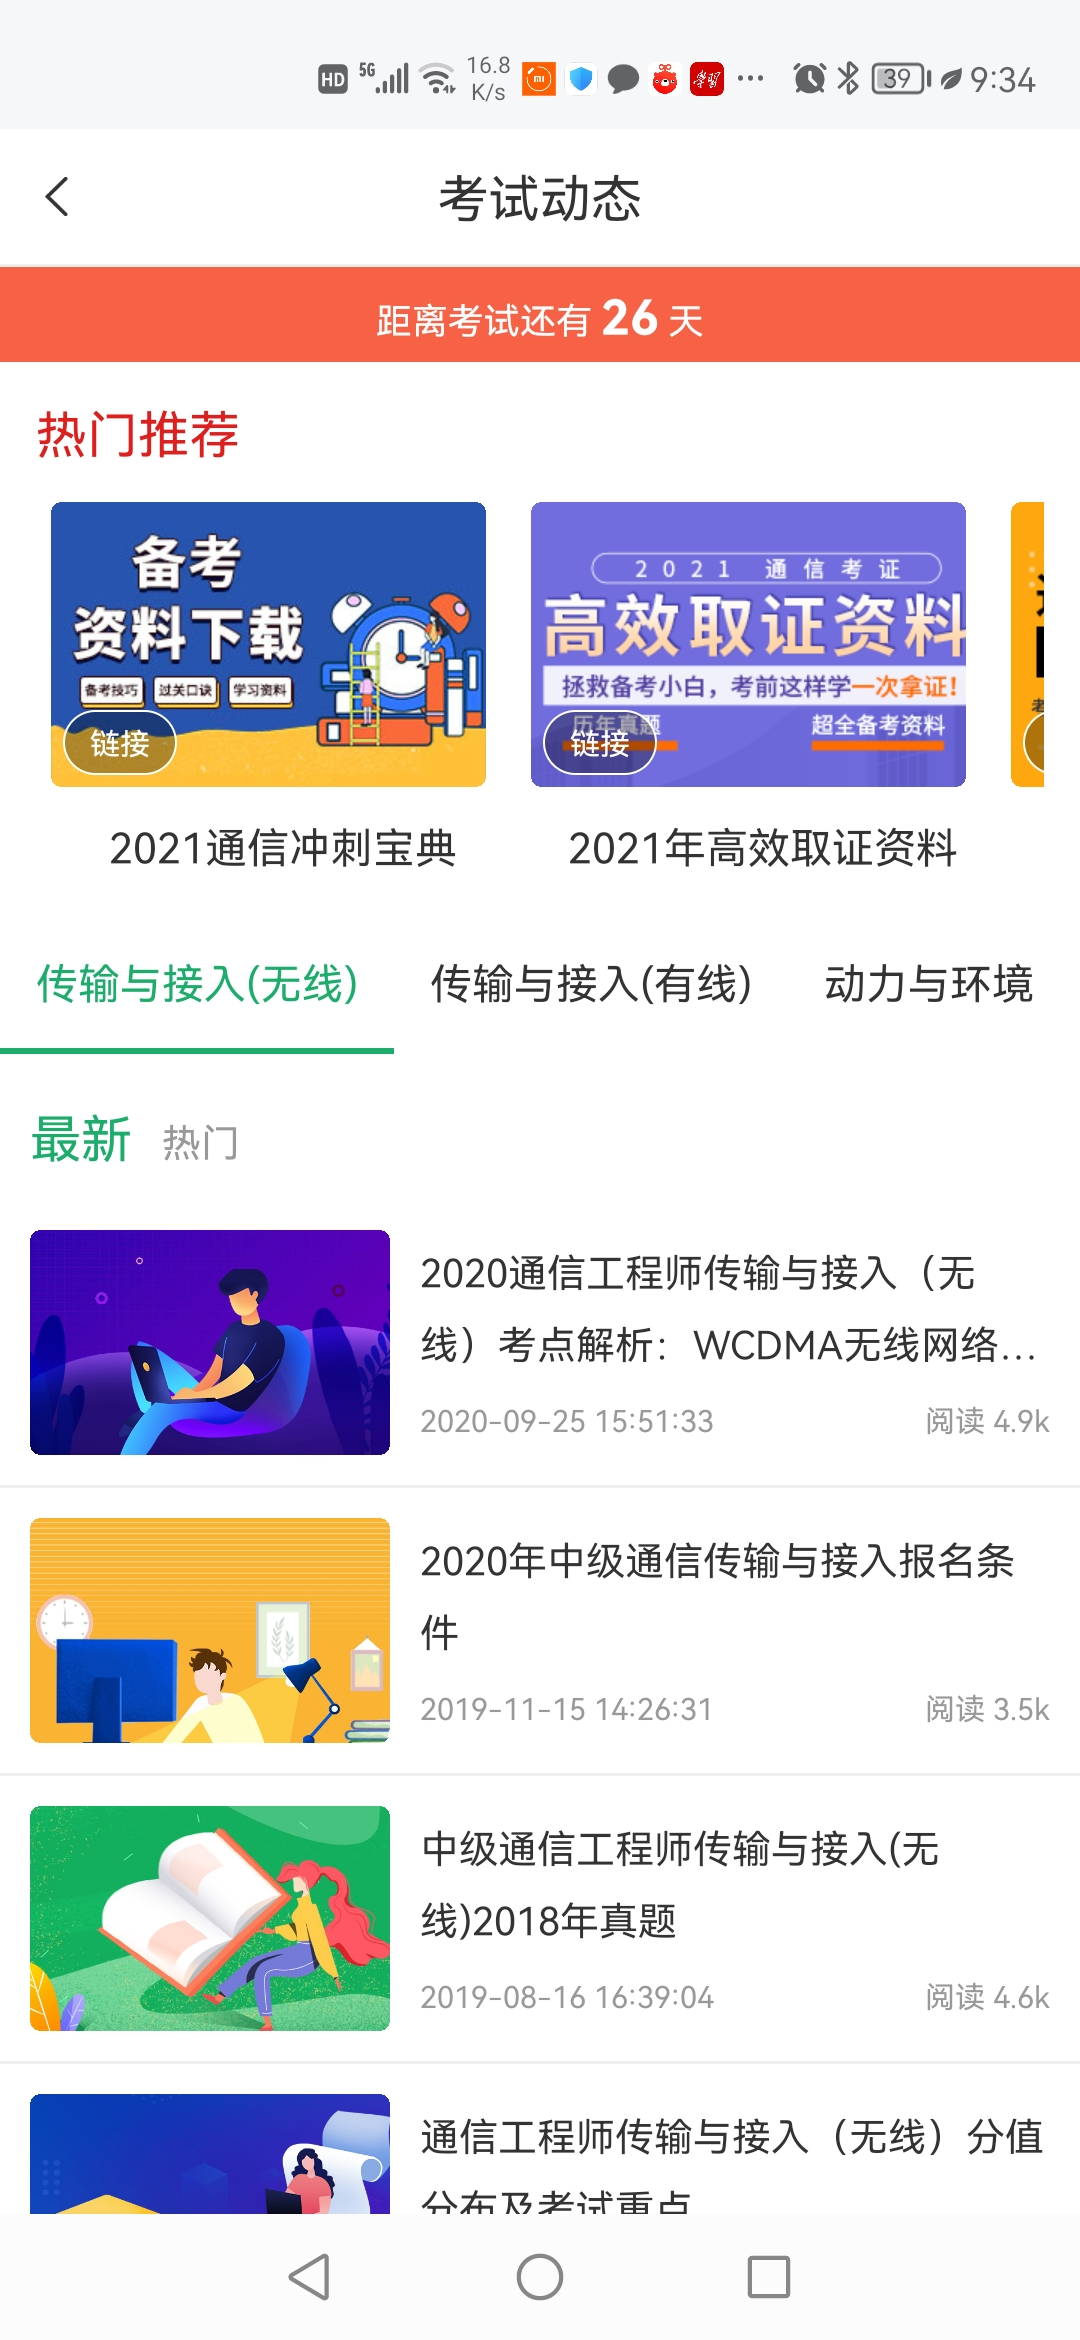 HD 5G 16.8 K/s 学习 39 9:34
考试动态
距离考试还有 26 天
热门推荐
备考
资料下载
备考技巧 过关口诀 学习资料
链接
2021 通信考证
高效取证资料
拯救备考小白，考前这样学一次拿证！
历年真题 超全备考资料
链接
2021通信冲刺宝典 2021年高效取证资料
传输与接入(无线) 传输与接入(有线) 动力与环境
最新 热门
2020通信工程师传输与接入（无
线）考点解析：WCDMA无线网络...
2020-09-25 15:51:33 阅读 4.9k
2020年中级通信传输与接入报名条
件
2019-11-15 14:26:31 阅读 3.5k
中级通信工程师传输与接入(无
线)2018年真题
2019-08-16 16:39:04 阅读 4.6k
通信工程师传输与接入（无线）分值
分布及考试重点